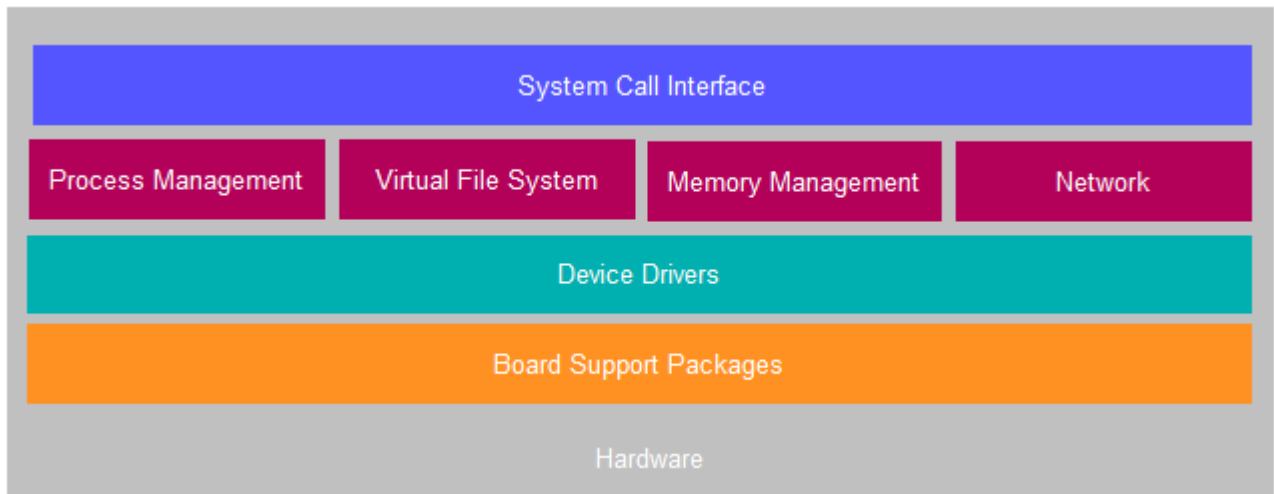 System Call Interface
Process Management
Virtual File System
Memory Management
Network
Device Drivers
Board Support Packages
Hardware